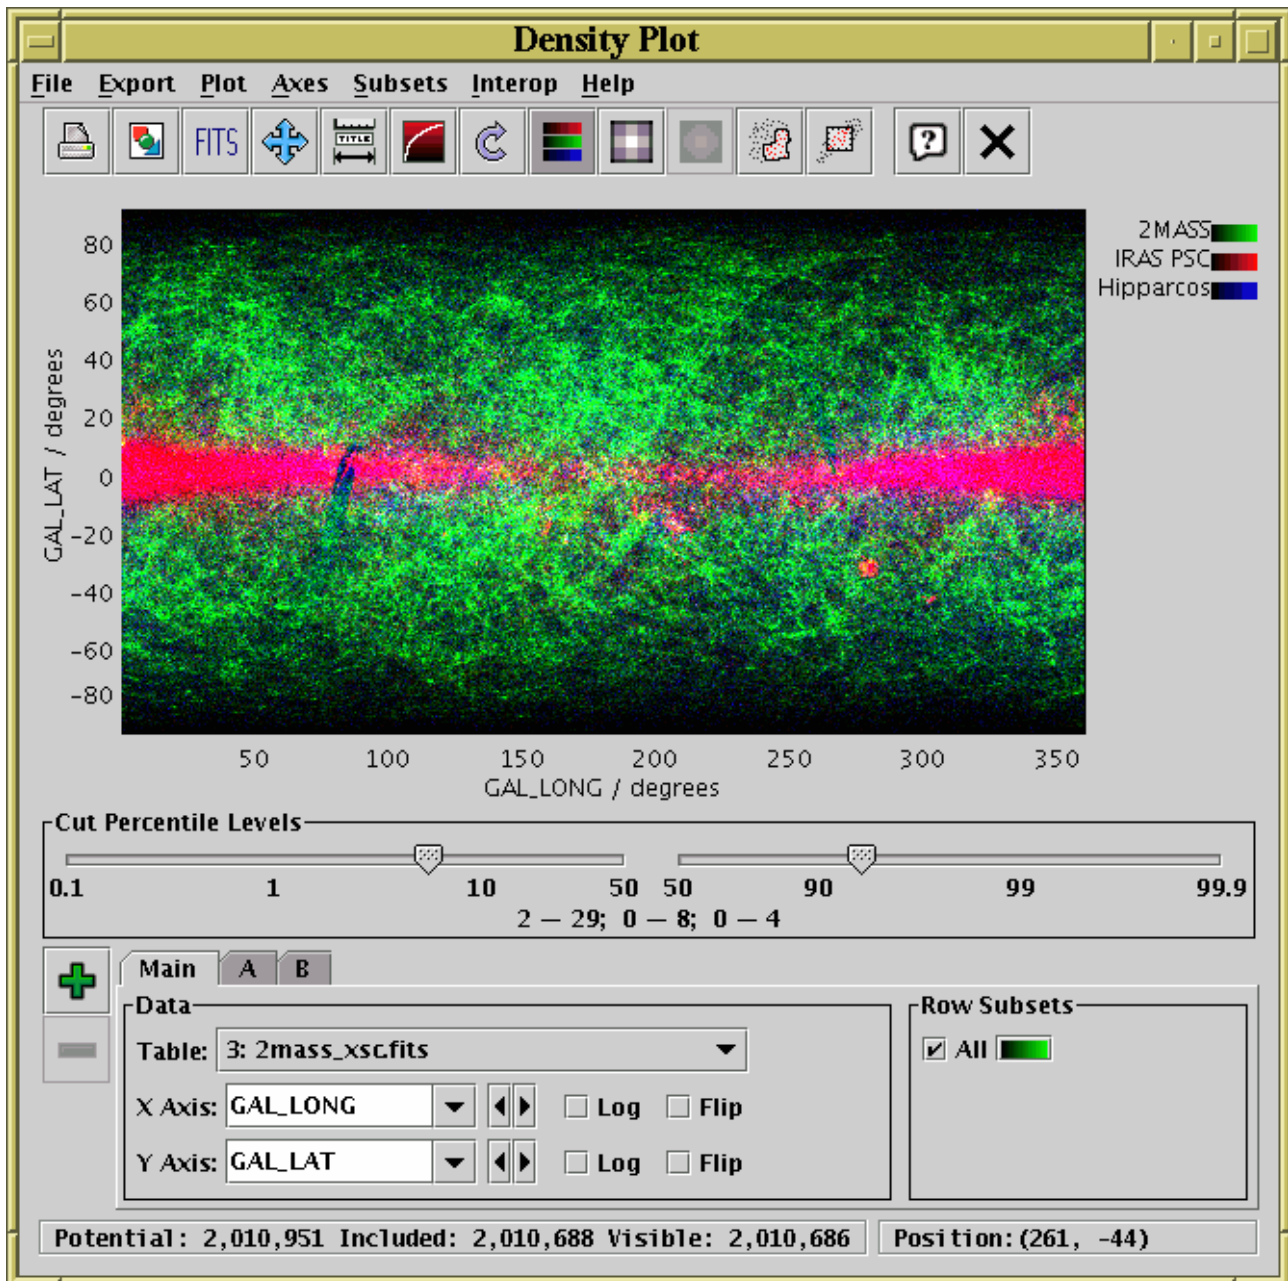 Density Plot
File Export Plot Axes Subsets Interop Help
FITS TITLE ?
2MASS
IRAS PSC
Hipparcos
80
60
40
20
0
-20
-40
-60
-80
GAL_LAT / degrees
50 100 150 200 250 300 350
GAL_LONG / degrees
Cut Percentile Levels
0.1 1 10 50 50 90 99 99.9
2 — 29; 0 — 8; 0 — 4
Main A B
Data
Table: 3: 2mass_xsc.fits
X Axis: GAL_LONG Log Flip
Y Axis: GAL_LAT Log Flip
Row Subsets
All
Potential: 2,010,951 Included: 2,010,688 Visible: 2,010,686 Position:(261, -44)